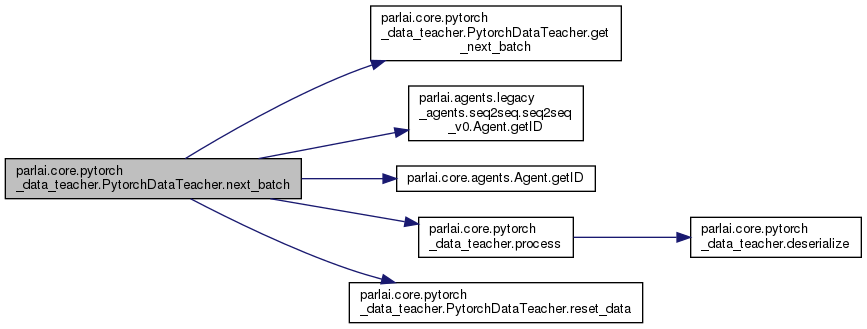 parlai.core.pytorch
_data_teacher.PytorchDataTeacher.get
_next_batch
parlai.agents.legacy
_agents.seq2seq.seq2seq
_v0.Agent.getID
parlai.core.pytorch
_data_teacher.PytorchDataTeacher.next_batch
parlai.core.agents.Agent.getID
parlai.core.pytorch
_data_teacher.process
parlai.core.pytorch
_data_teacher.deserialize
parlai.core.pytorch
_data_teacher.PytorchDataTeacher.reset_data